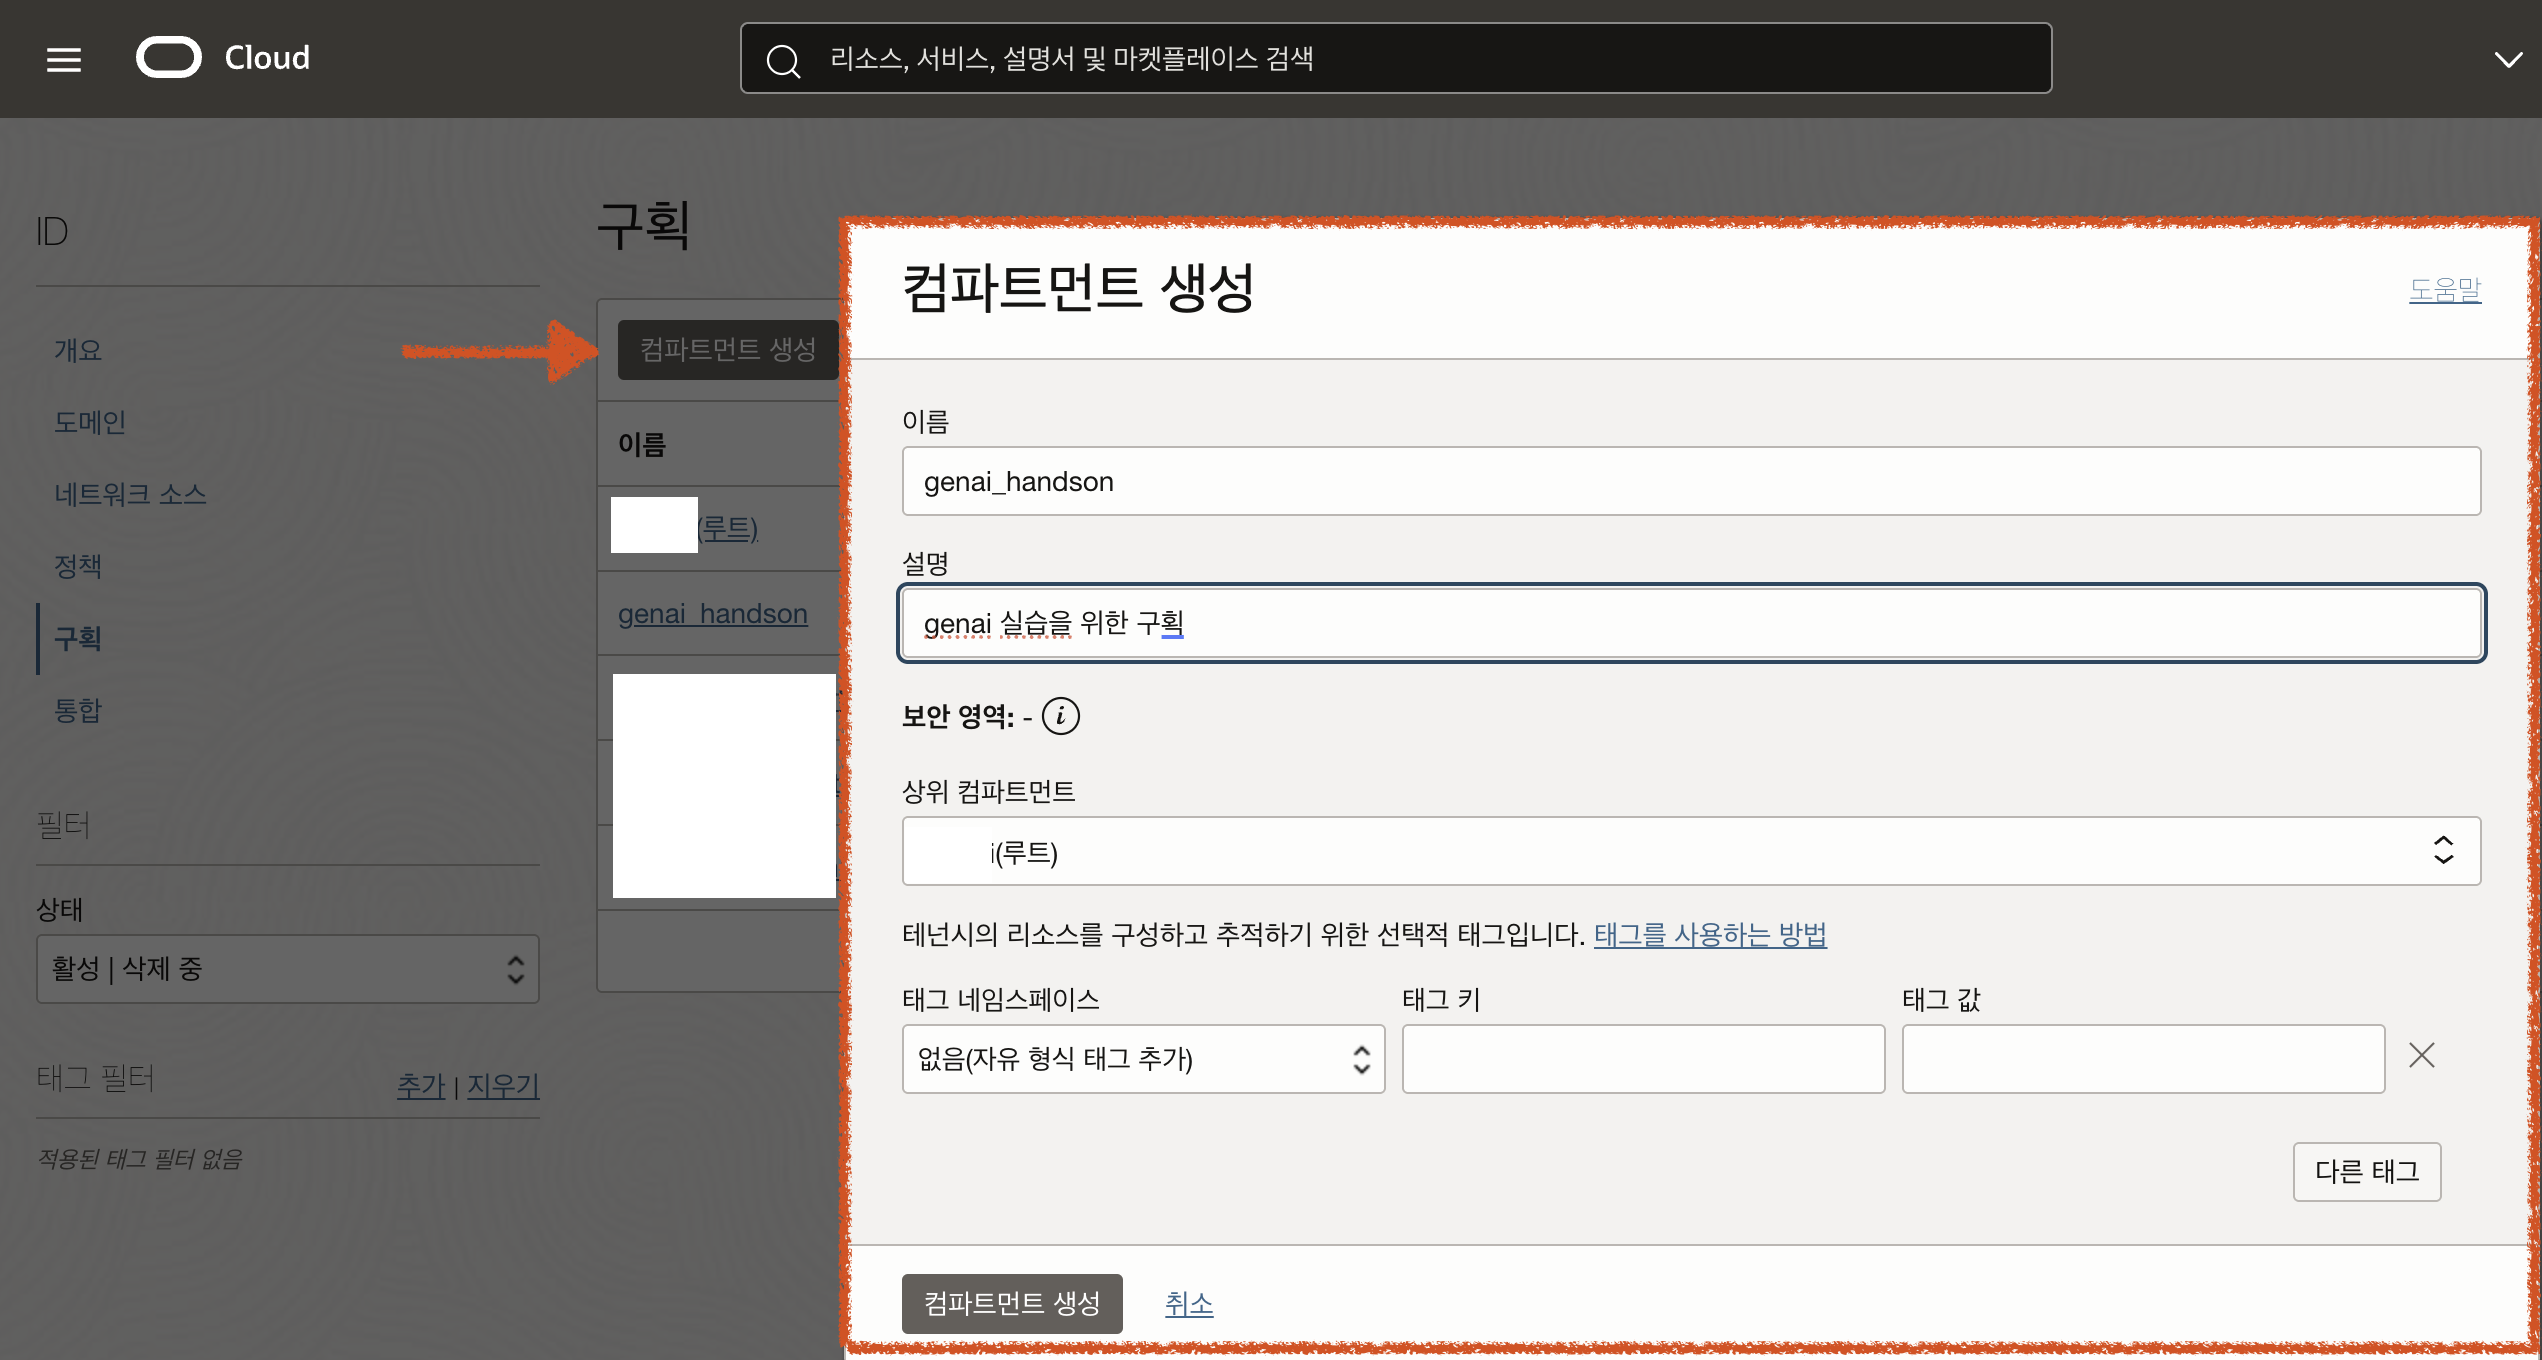 Cloud
리소스, 서비스, 설명서 및 마켓플레이스 검색
ID
개요
도메인
네트워크 소스
정책
구획
통합
필터
상태
활성 | 삭제 중
태그 필터
추가 | 지우기
적용된 태그 필터 없음
구획
컴파트먼트 생성
이름
(루트)
genai_handson
컴파트먼트 생성
도움말
이름
genai_handson
설명
genai 실습을 위한 구획
보안 영역: -
상위 컴파트먼트
i(루트)
테넌시의 리소스를 구성하고 추적하기 위한 선택적 태그입니다. 태그를 사용하는 방법
태그 네임스페이스 태그 키 태그 값
없음(자유 형식 태그 추가)
다른 태그
컴파트먼트 생성 취소